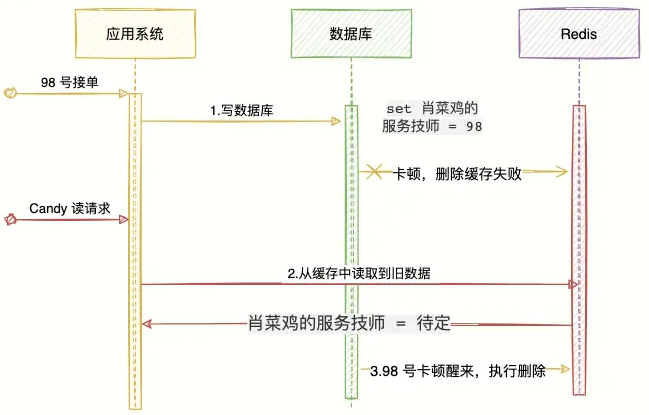 应用系统
数据库
Redis
98 号接单
1.写数据库
set 肖菜鸡的
服务技师 = 98
卡顿，删除缓存失败
Candy 读请求
2.从缓存中读取到旧数据
肖菜鸡的服务技师 = 待定
3.98 号卡顿醒来，执行删除